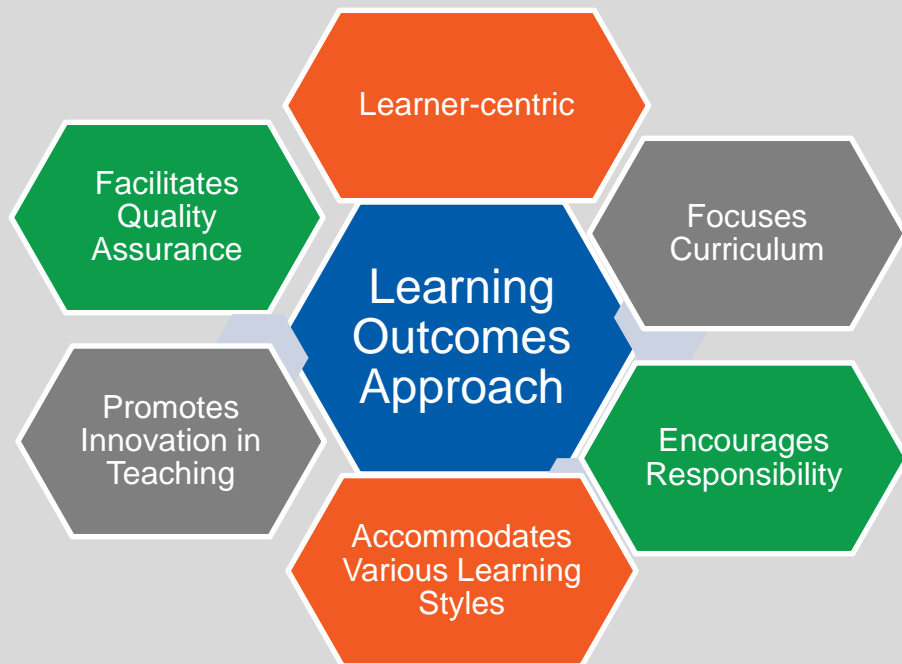 Learner-centric
Facilitates
Quality
Assurance
Focuses
Curriculum
Learning
Outcomes
Approach
Promotes
Innovation in
Teaching
Encourages
Responsibility
Accommodates
Various Learning
Styles